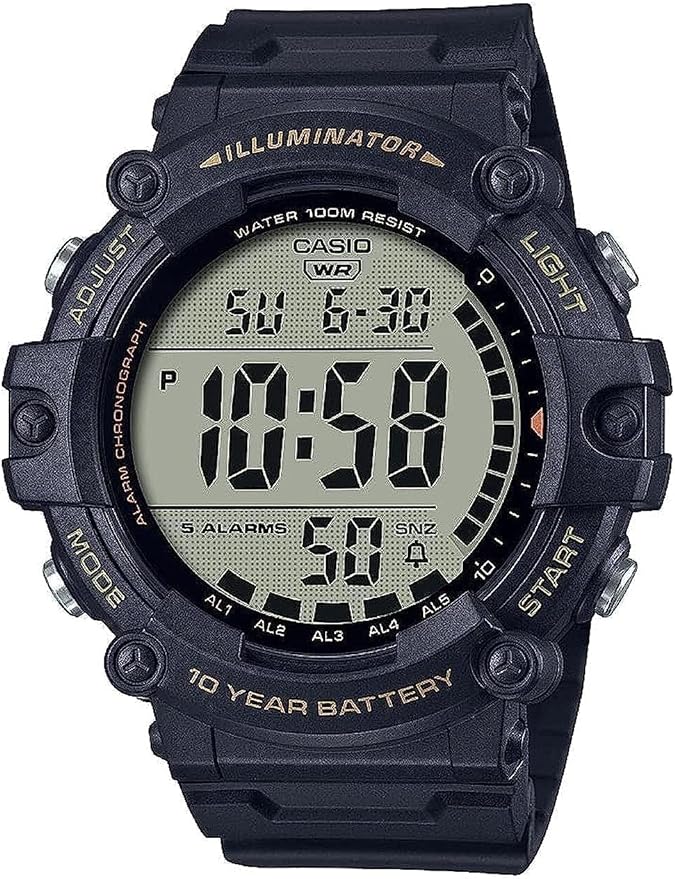 ILLUMINATOR
WATER 100M RESIST
CASIO
WR
ADJUST
LIGHT
SU 6-30
0
ALARM CHRONOGRAPH
P 10:58
5 ALARMS 50 SNZ
10
MODE
START
AL1 AL2 AL3 AL4 AL5
10 YEAR BATTERY